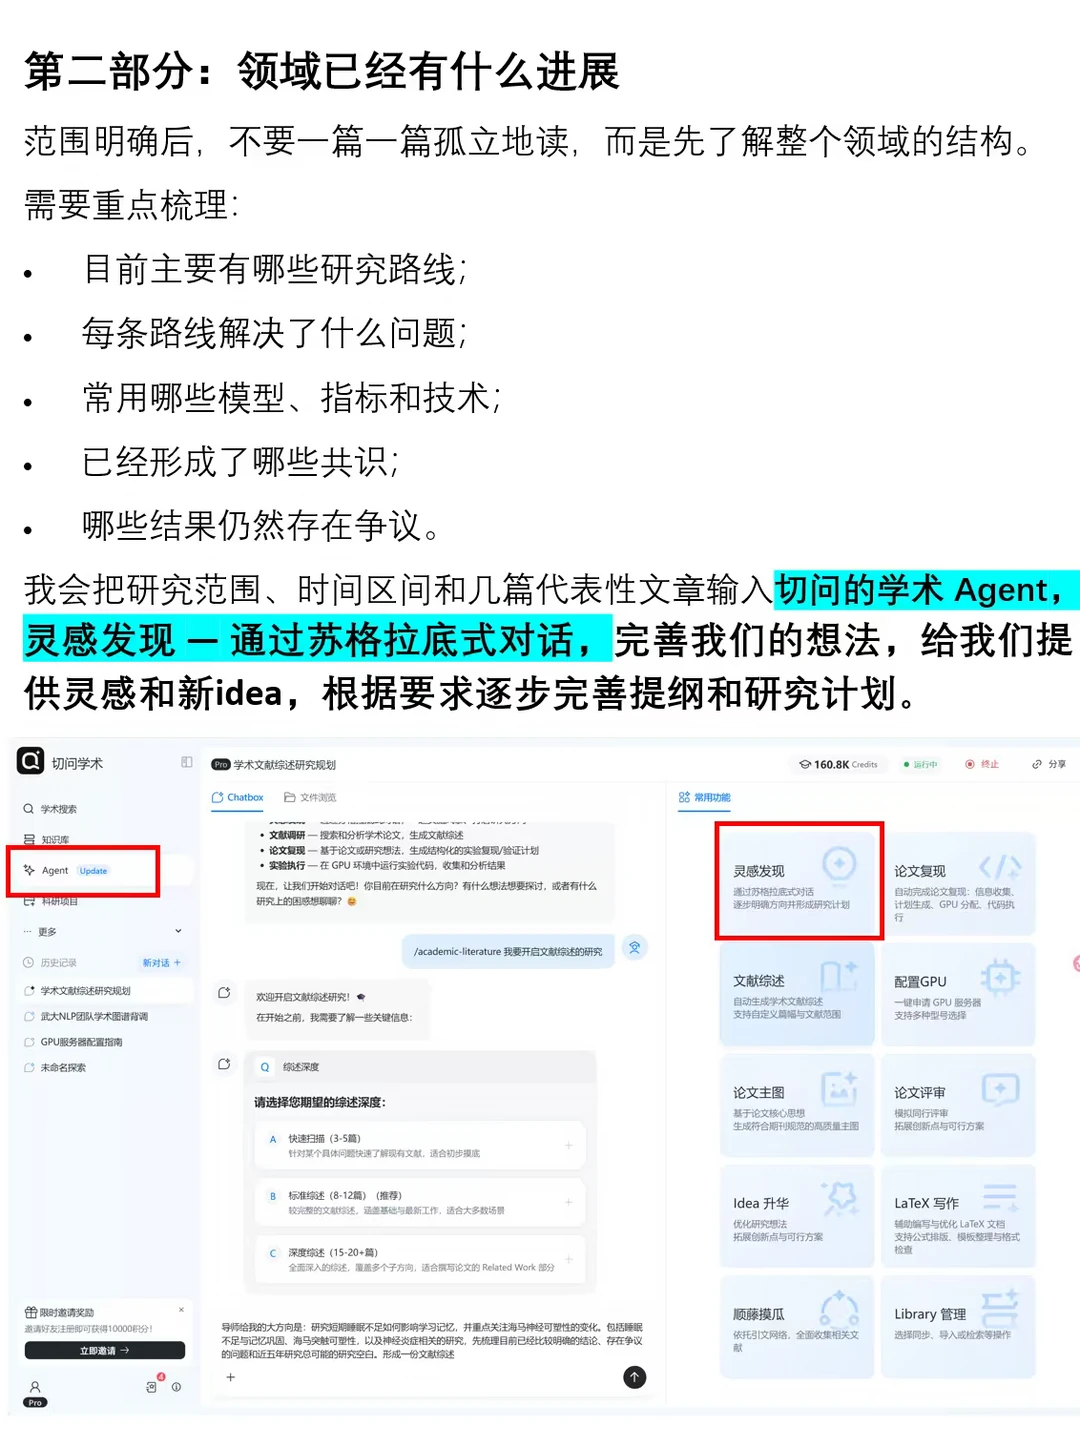 第二部分：领域已经有什么进展
范围明确后，不要一篇一篇孤立地读，而是先了解整个领域的结构。
需要重点梳理：
• 目前主要有哪些研究路线；
• 每条路线解决了什么问题；
• 常用哪些模型、指标和技术；
• 已经形成了哪些共识；
• 哪些结果仍然存在争议。
我会把研究范围、时间区间和几篇代表性文章输入切问的学术 Agent，
灵感发现 — 通过苏格拉底式对话，完善我们的想法，给我们提
供灵感和新idea，根据要求逐步完善提纲和研究计划。
切问学术
学术搜索
知识库
Agent Update
科研项目
更多
历史记录 新对话 +
学术文献综述研究规划
武大NLP团队学术图谱背调
GPU服务器配置指南
未命名探索
限时邀请奖励 ×
邀请好友注册即可获得10000积分！
立即邀请 →
4
Pro
Pro 学术文献综述研究规划
160.8K Credits 运行中 终止 分享
Chatbox 文件浏览
• 文献调研 — 搜索和分析学术论文，生成文献综述
• 论文复现 — 基于论文或研究想法，生成结构化的实验复现/验证计划
• 实验执行 — 在 GPU 环境中运行实验代码，收集和分析结果
现在，让我们开始对话吧！你目前在研究什么方向？有什么想法想要探讨，或者有什么
研究上的困惑想聊聊？
/academic-literature 我要开启文献综述的研究
欢迎开启文献综述研究！
在开始之前，我需要了解一些关键信息：
Q 综述深度
请选择您期望的综述深度：
A 快速扫描（3-5篇）
针对某个具体问题快速了解现有文献，适合初步摸底
B 标准综述（8-12篇）（推荐）
较完整的文献综述，涵盖基础与最新工作，适合大多数场景
C 深度综述（15-20+篇）
全面深入的综述，覆盖多个子方向，适合撰写论文的 Related Work 部分
导师给我的大方向是：研究短期睡眠不足如何影响学习记忆，并重点关注海马神经可塑性的变化。包括睡眠
不足与记忆巩固、海马突触可塑性，以及神经炎症相关的研究，先梳理目前已经比较明确的结论、存在争议
的问题和近五年研究总可能的研究空白。形成一份文献综述
常用功能
灵感发现
通过苏格拉底式对话
逐步明确方向并形成研究计划
论文复现
自动完成论文复现：信息收集、
计划生成、GPU 分配、代码执
行
文献综述
自动生成学术文献综述
支持自定义篇幅与文献范围
配置GPU
一键申请 GPU 服务器
支持多种型号选择
论文主图
基于论文核心思想
生成符合期刊规范的高质量主图
论文评审
模拟同行评审
拓展创新点与可行方案
Idea 升华
优化研究想法
拓展创新点与可行方案
LaTeX 写作
辅助编写与优化 LaTeX 文档
支持公式排版、模板整理与格式
检查
顺藤摸瓜
依托引文网络，全面收集相关文
献
Library 管理
选择同步、导入或检索等操作